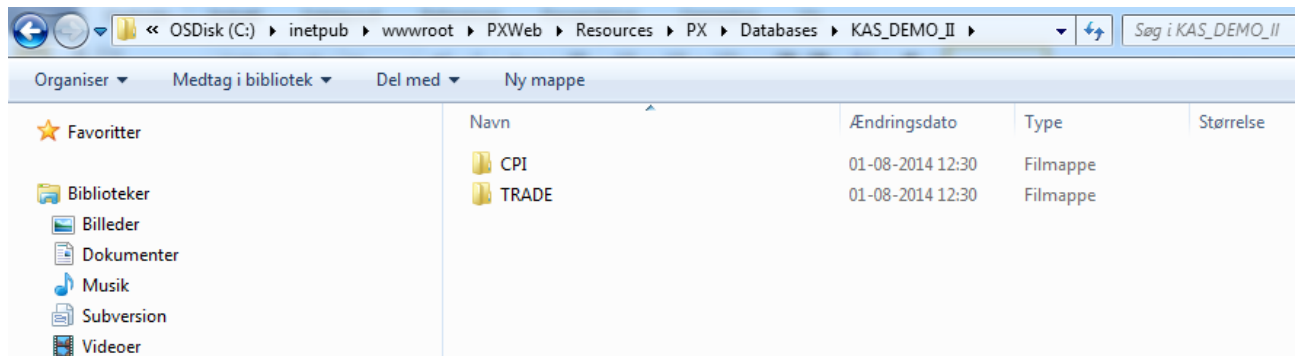 « OSDisk (C:) ▸ inetpub ▸ wwwroot ▸ PXWeb ▸ Resources ▸ PX ▸ Databases ▸ KAS_DEMO_II ▸ Søg i KAS_DEMO_II
Organiser ▾ Medtag i bibliotek ▾ Del med ▾ Ny mappe
Favoritter
Biblioteker
Billeder
Dokumenter
Musik
Subversion
Videoer
Navn Ændringsdato Type Størrelse
CPI 01-08-2014 12:30 Filmappe
TRADE 01-08-2014 12:30 Filmappe